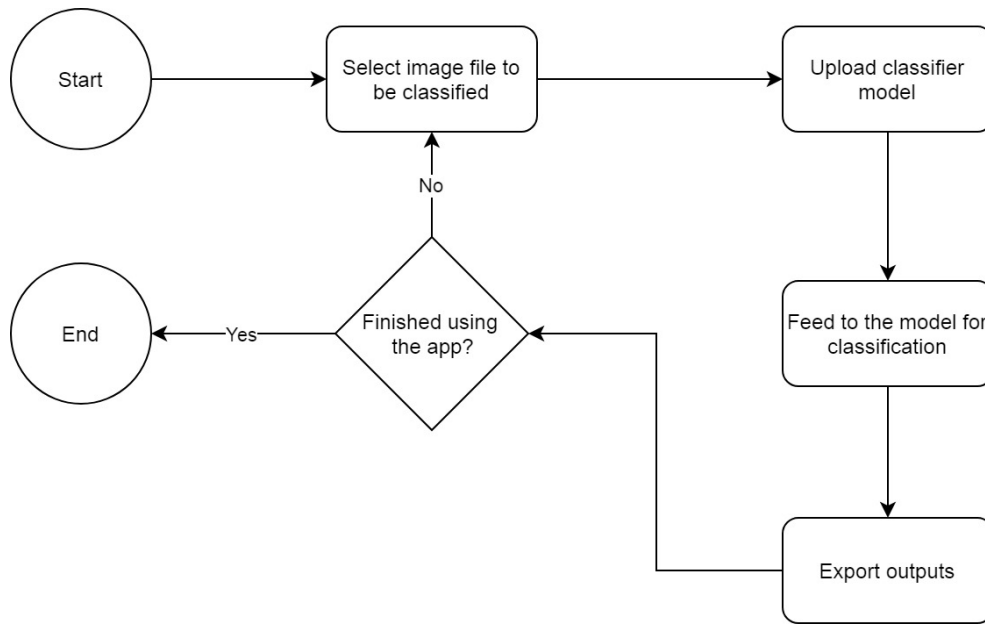 Start
Select image file to
be classified
Upload classifier
model
No
End
Yes
Finished using
the app?
Feed to the model for
classification
Export outputs